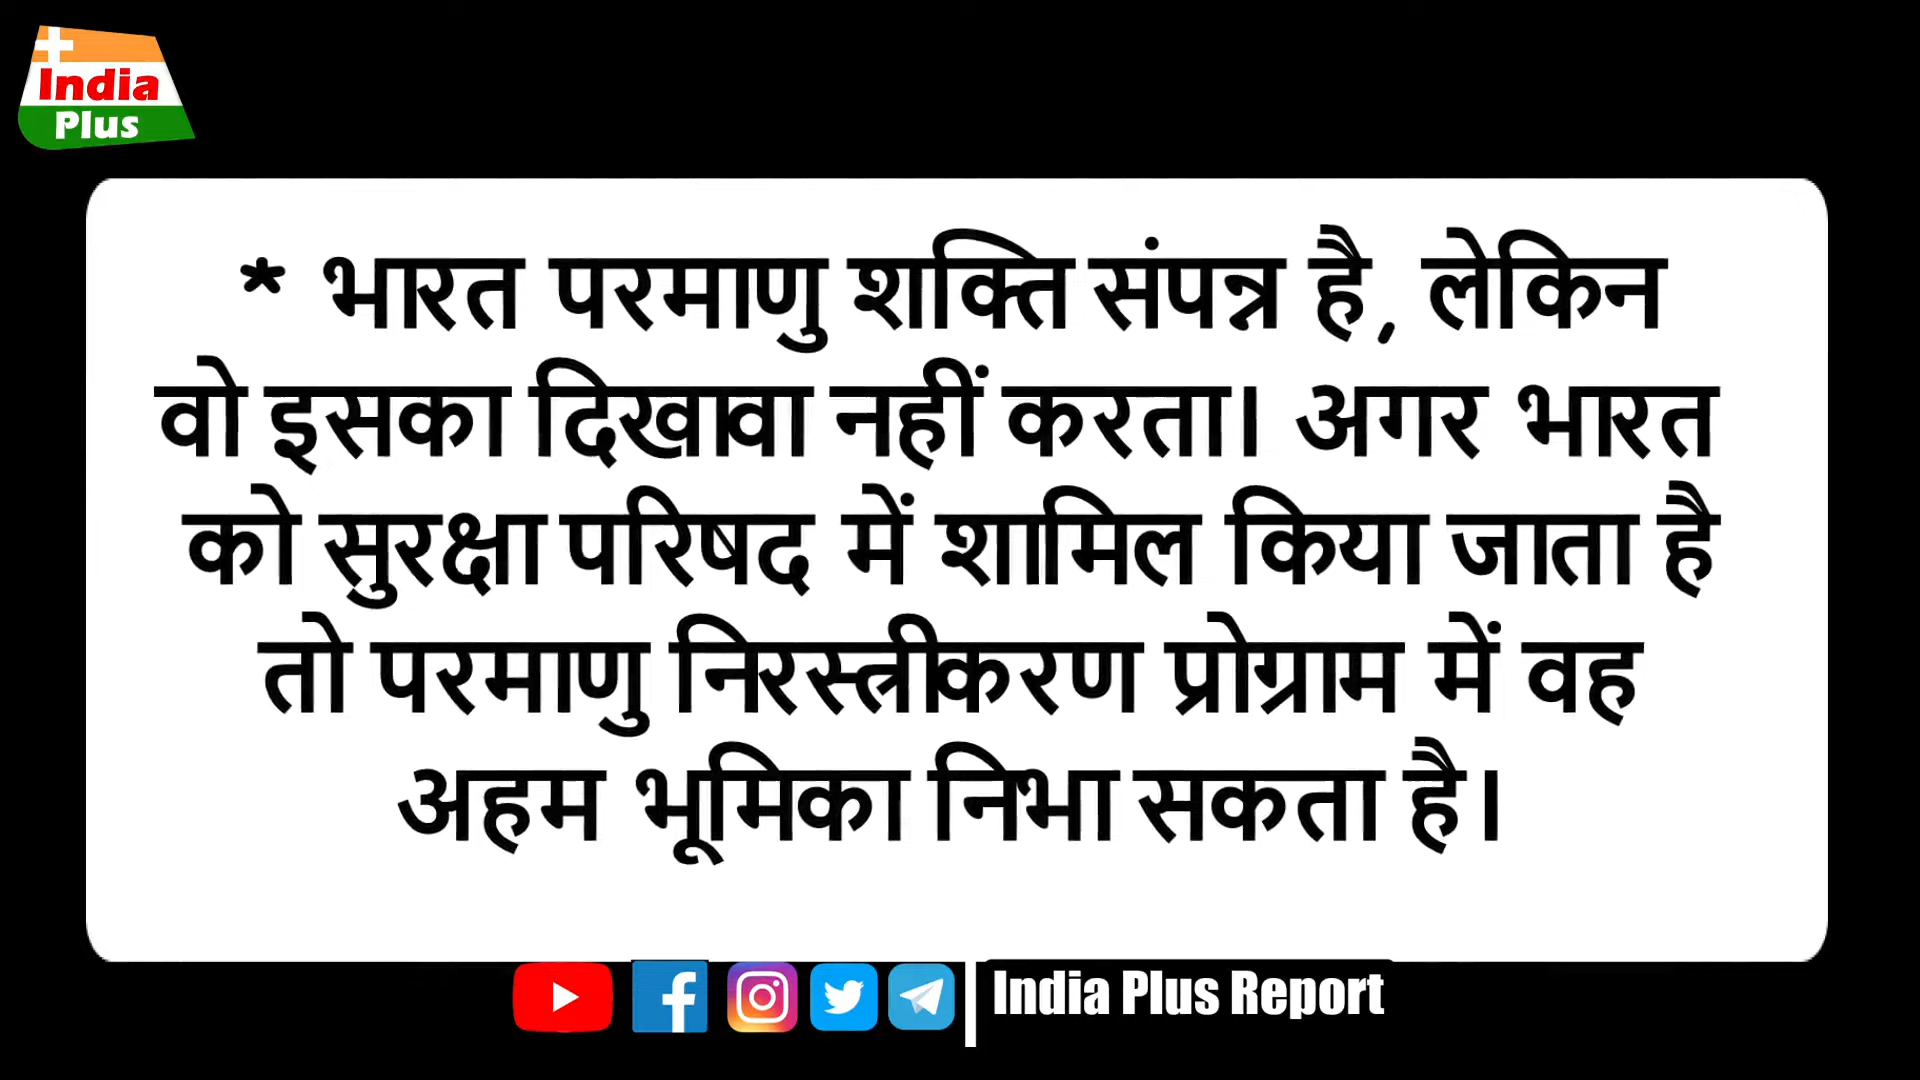 India
Plus
* भारत परमाणु शक्ति संपन्न है, लेकिन
वो इसका दिखावा नहीं करता। अगर भारत
को सुरक्षा परिषद में शामिल किया जाता है
तो परमाणु निरस्त्रीकरण प्रोग्राम में वह
अहम भूमिका निभा सकता है।
India Plus Report